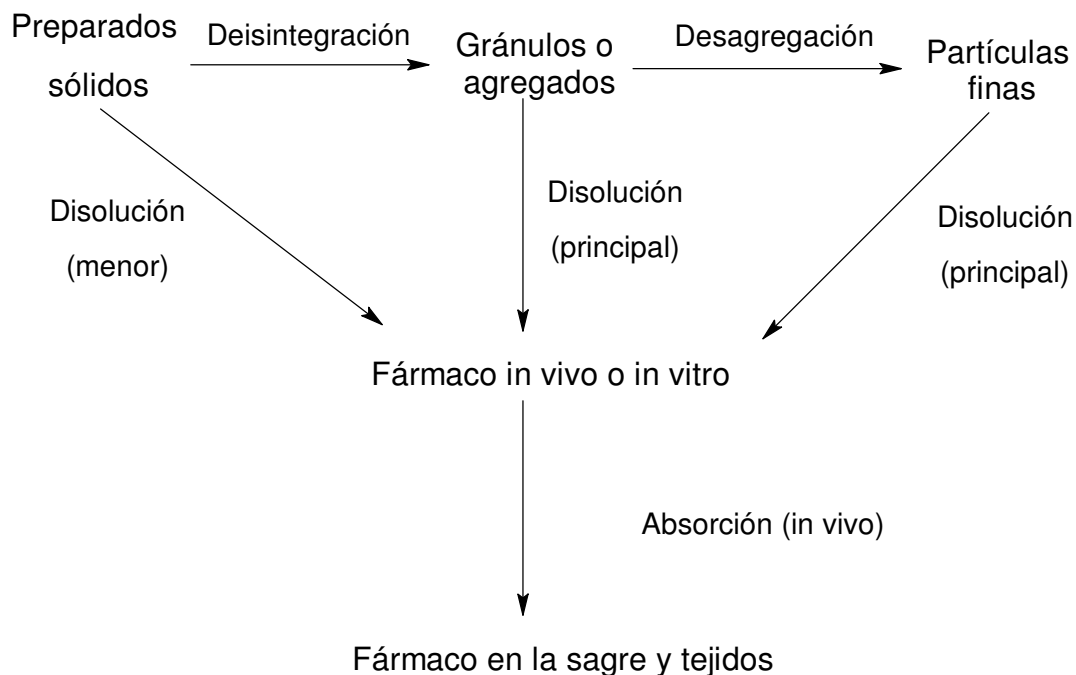 Preparados
sólidos
Deisintegración
Gránulos o
agregados
Desagregación
Partículas
finas
Disolución
(menor)
Disolución
(principal)
Disolución
(principal)
Fármaco in vivo o in vitro
Absorción (in vivo)
Fármaco en la sagre y tejidos